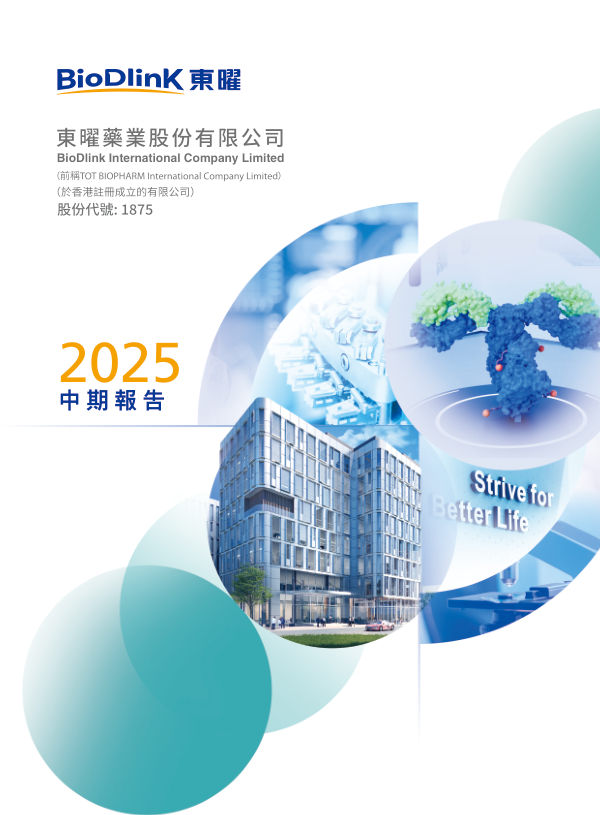 BioDlink 東曜
東曜藥業股份有限公司
BioDlink International Company Limited
(前稱TOT BIOPHARM International Company Limited)
(於香港註冊成立的有限公司)
股份代號: 1875
2025
中期報告
Strive for
Better Life